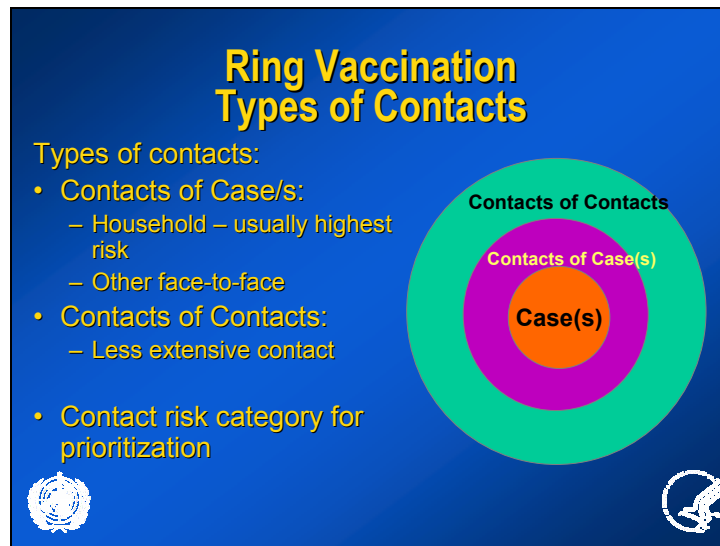 Ring Vaccination
Types of Contacts
Types of contacts:
• Contacts of Case/s:
– Household – usually highest
risk
– Other face-to-face
• Contacts of Contacts:
– Less extensive contact
• Contact risk category for
prioritization
Contacts of Contacts
Contacts of Case(s)
Case(s)